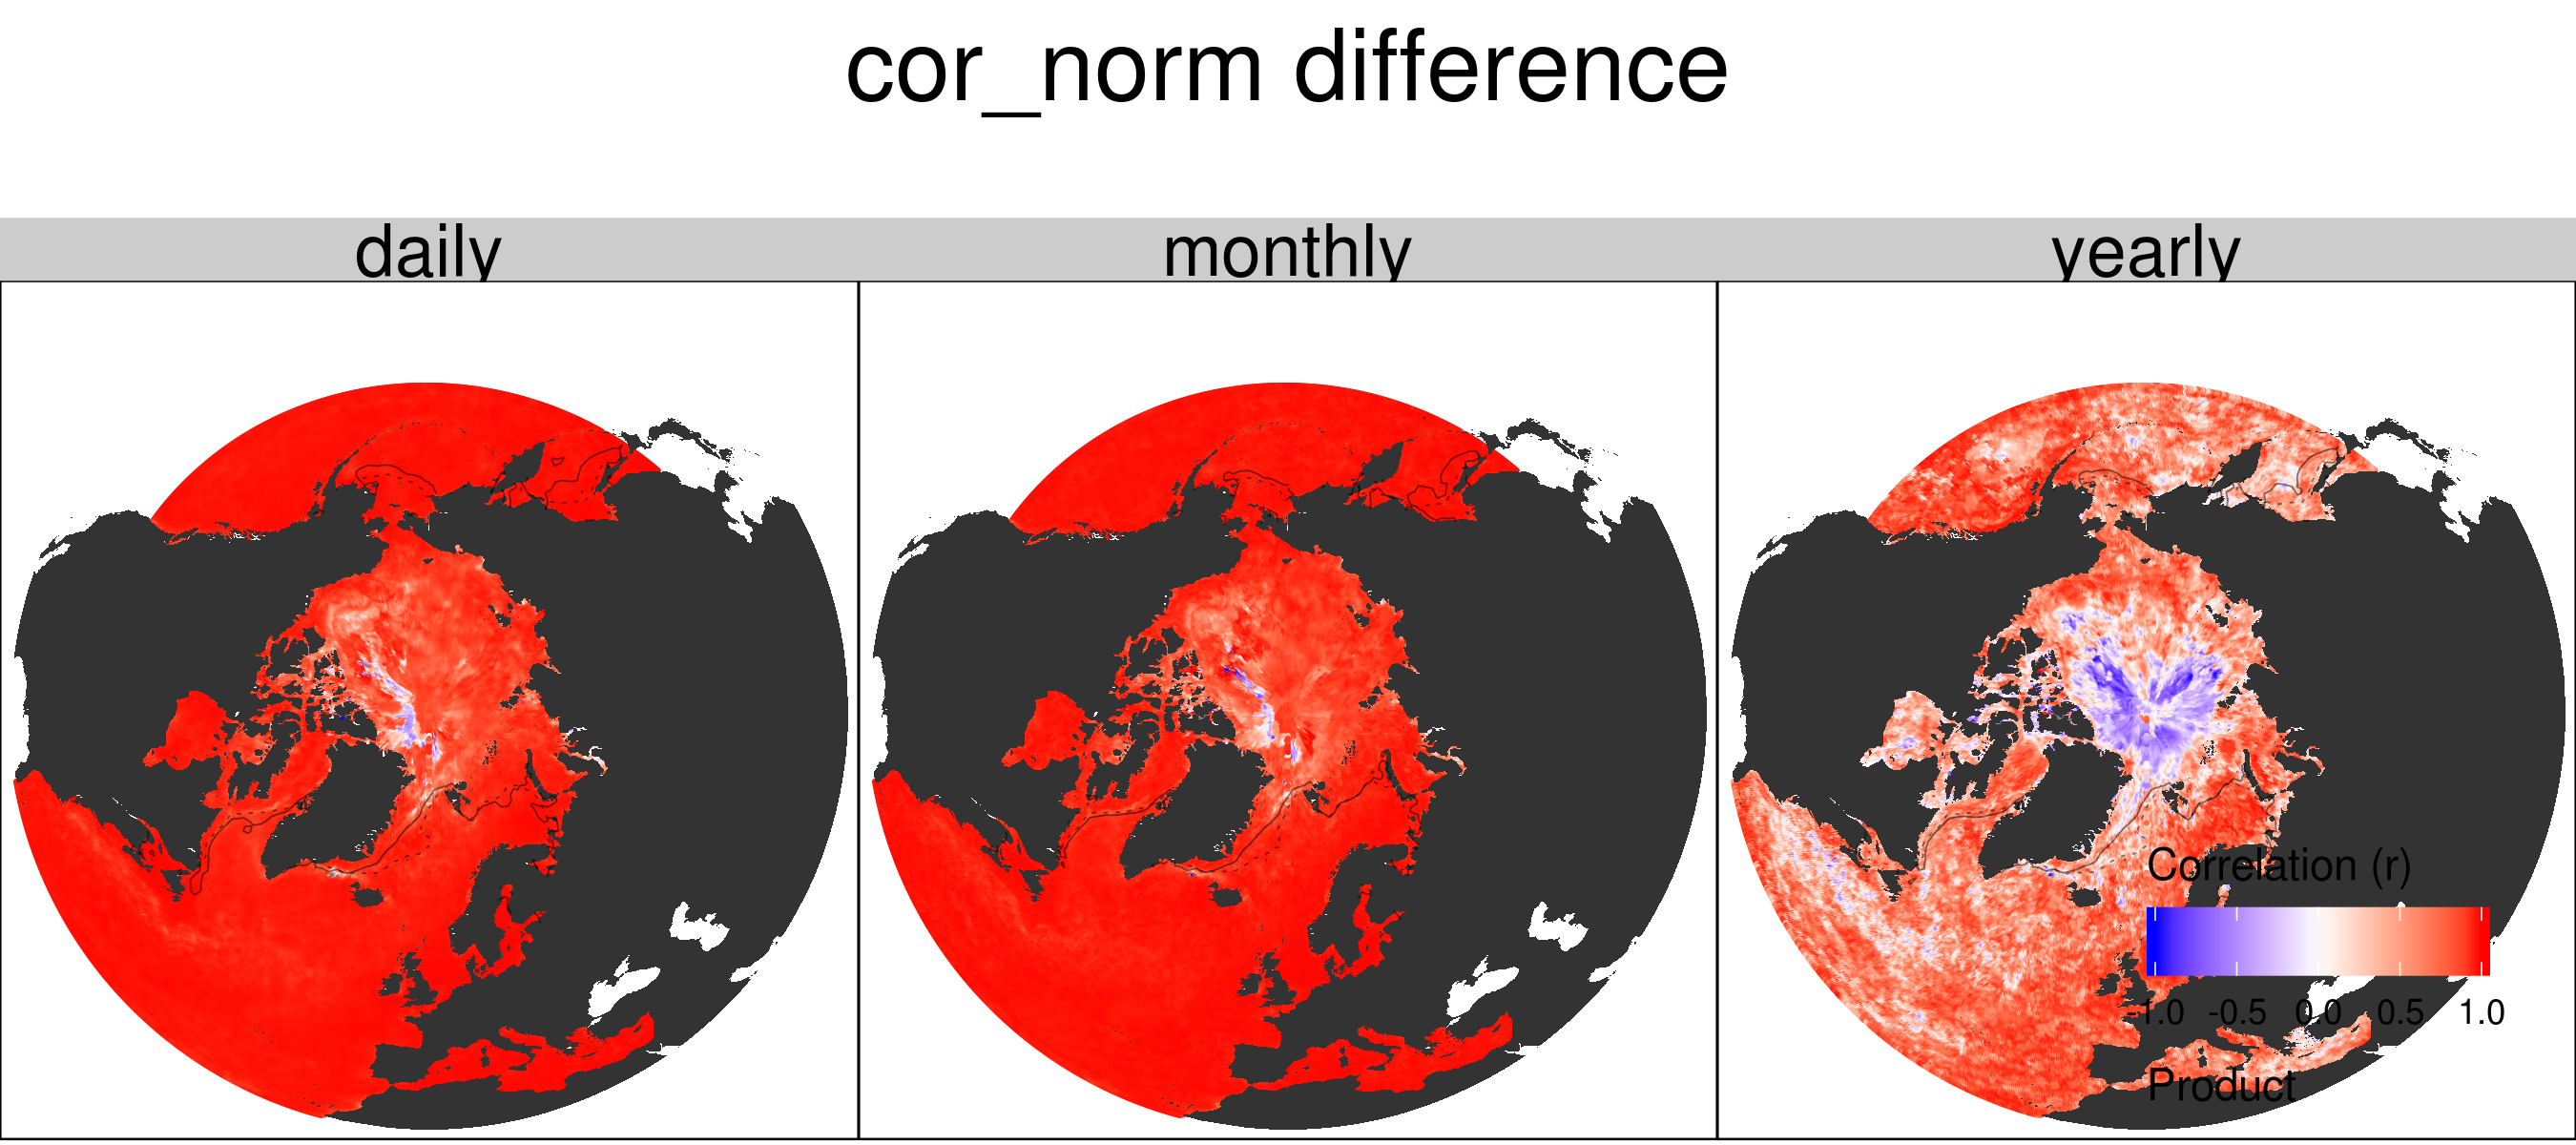 cor_norm difference
daily monthly yearly
Correlation (r)
-1.0 -0.5 0.0 0.5 1.0
Product